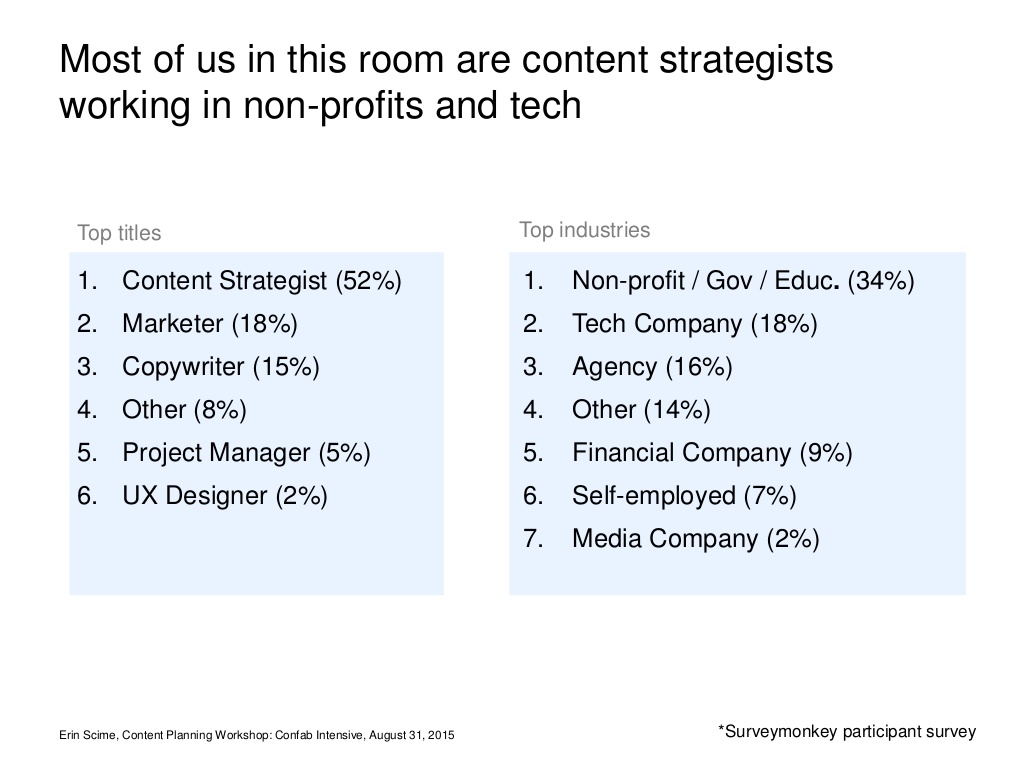 Most of us in this room are content strategists
working in non-profits and tech
Top titles
1. Content Strategist (52%)
2. Marketer (18%)
3. Copywriter (15%)
4. Other (8%)
5. Project Manager (5%)
6. UX Designer (2%)
Top industries
1. Non-profit / Gov / Educ. (34%)
2. Tech Company (18%)
3. Agency (16%)
4. Other (14%)
5. Financial Company (9%)
6. Self-employed (7%)
7. Media Company (2%)
Erin Scime, Content Planning Workshop: Confab Intensive, August 31, 2015
*Surveymonkey participant survey